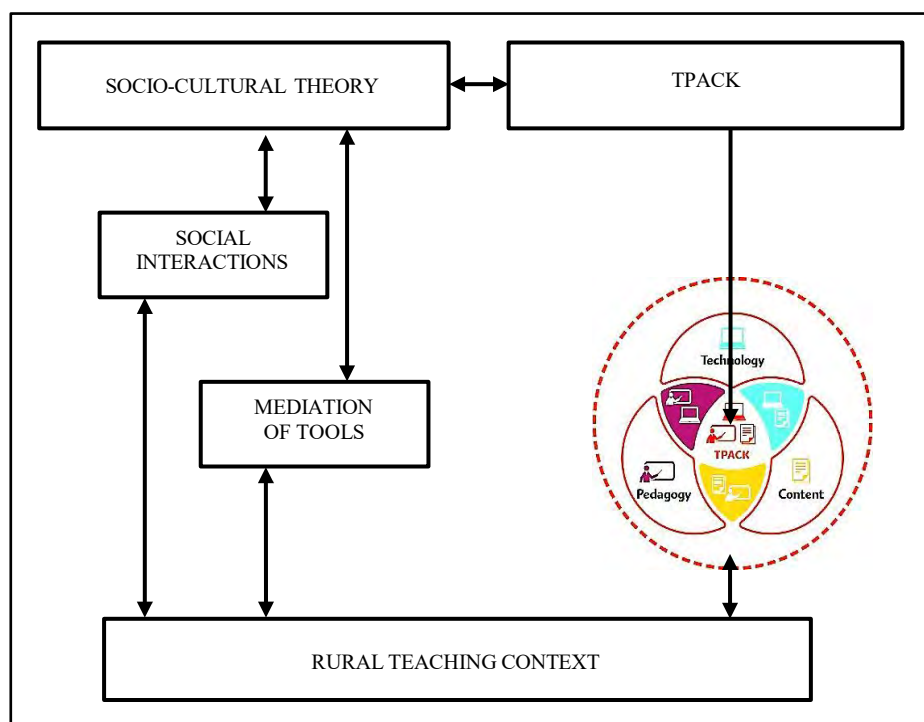 SOCIO-CULTURAL THEORY
TPACK
SOCIAL
INTERACTIONS
MEDIATION
OF TOOLS
Technology
TPACK
Pedagogy
Content
RURAL TEACHING CONTEXT